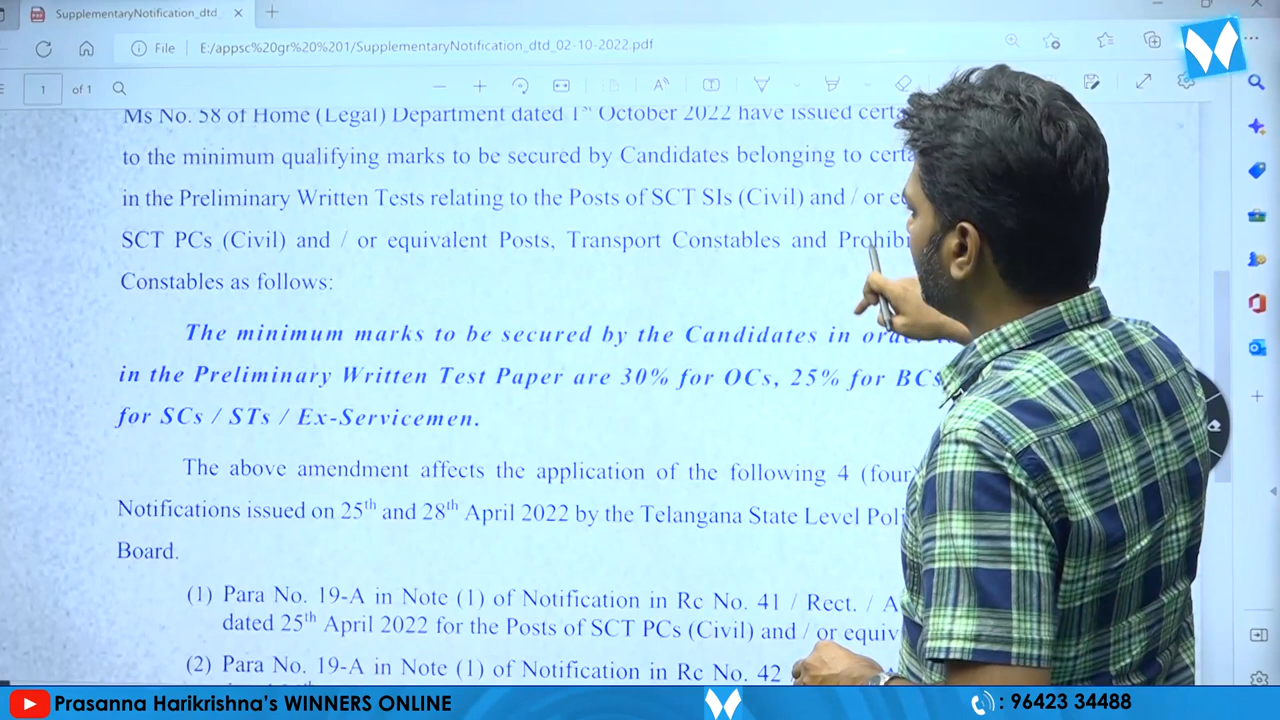 SupplementaryNotification_dtd
File
E:/appsc%20gr%20%201/SupplementaryNotification_dtd_02-10-2022.pdf
1 of 1
Ms No. 58 of Home (Legal) Department dated 1st October 2022 have issued
to the minimum qualifying marks to be secured by Candidates belonging to
in the Preliminary Written Tests relating to the Posts of SCT SIs (Civil) and / or
SCT PCs (Civil) and / or equivalent Posts, Transport Constables and
Constables as follows:
The minimum marks to be secured by the Candidates in
in the Preliminary Written Test Paper are 30% for OCs, 25% for BCs
for SCs / STs / Ex-Servicemen.
The above amendment affects the application of the following 4 (four
Notifications issued on 25th and 28th April 2022 by the Telangana State Level
Board.
(1) Para No. 19-A in Note (1) of Notification in Rc No. 41 / Rect. /
dated 25th April 2022 for the Posts of SCT PCs (Civil) and / or
(2) Para No. 19-A in Note (1) of Notification in Rc No. 42
Prasanna Harikrishna's WINNERS ONLINE
: 96423 34488